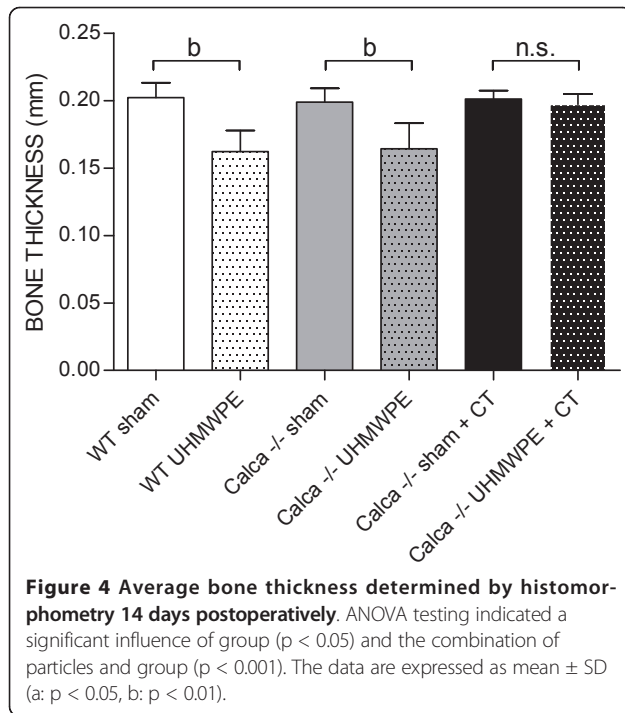 0.25
0.20
0.15
0.10
0.05
0.00
BONE THICKNESS (mm)
b
b
n.s.
WT sham
WT UHMWPE
Calca -/- sham
Calca -/- UHMWPE
Calca -/- sham + CT
Calca -/- UHMWPE + CT
Figure 4 Average bone thickness determined by histomor-
phometry 14 days postoperatively. ANOVA testing indicated a
significant influence of group (p < 0.05) and the combination of
particles and group (p < 0.001). The data are expressed as mean ± SD
(a: p < 0.05, b: p < 0.01).